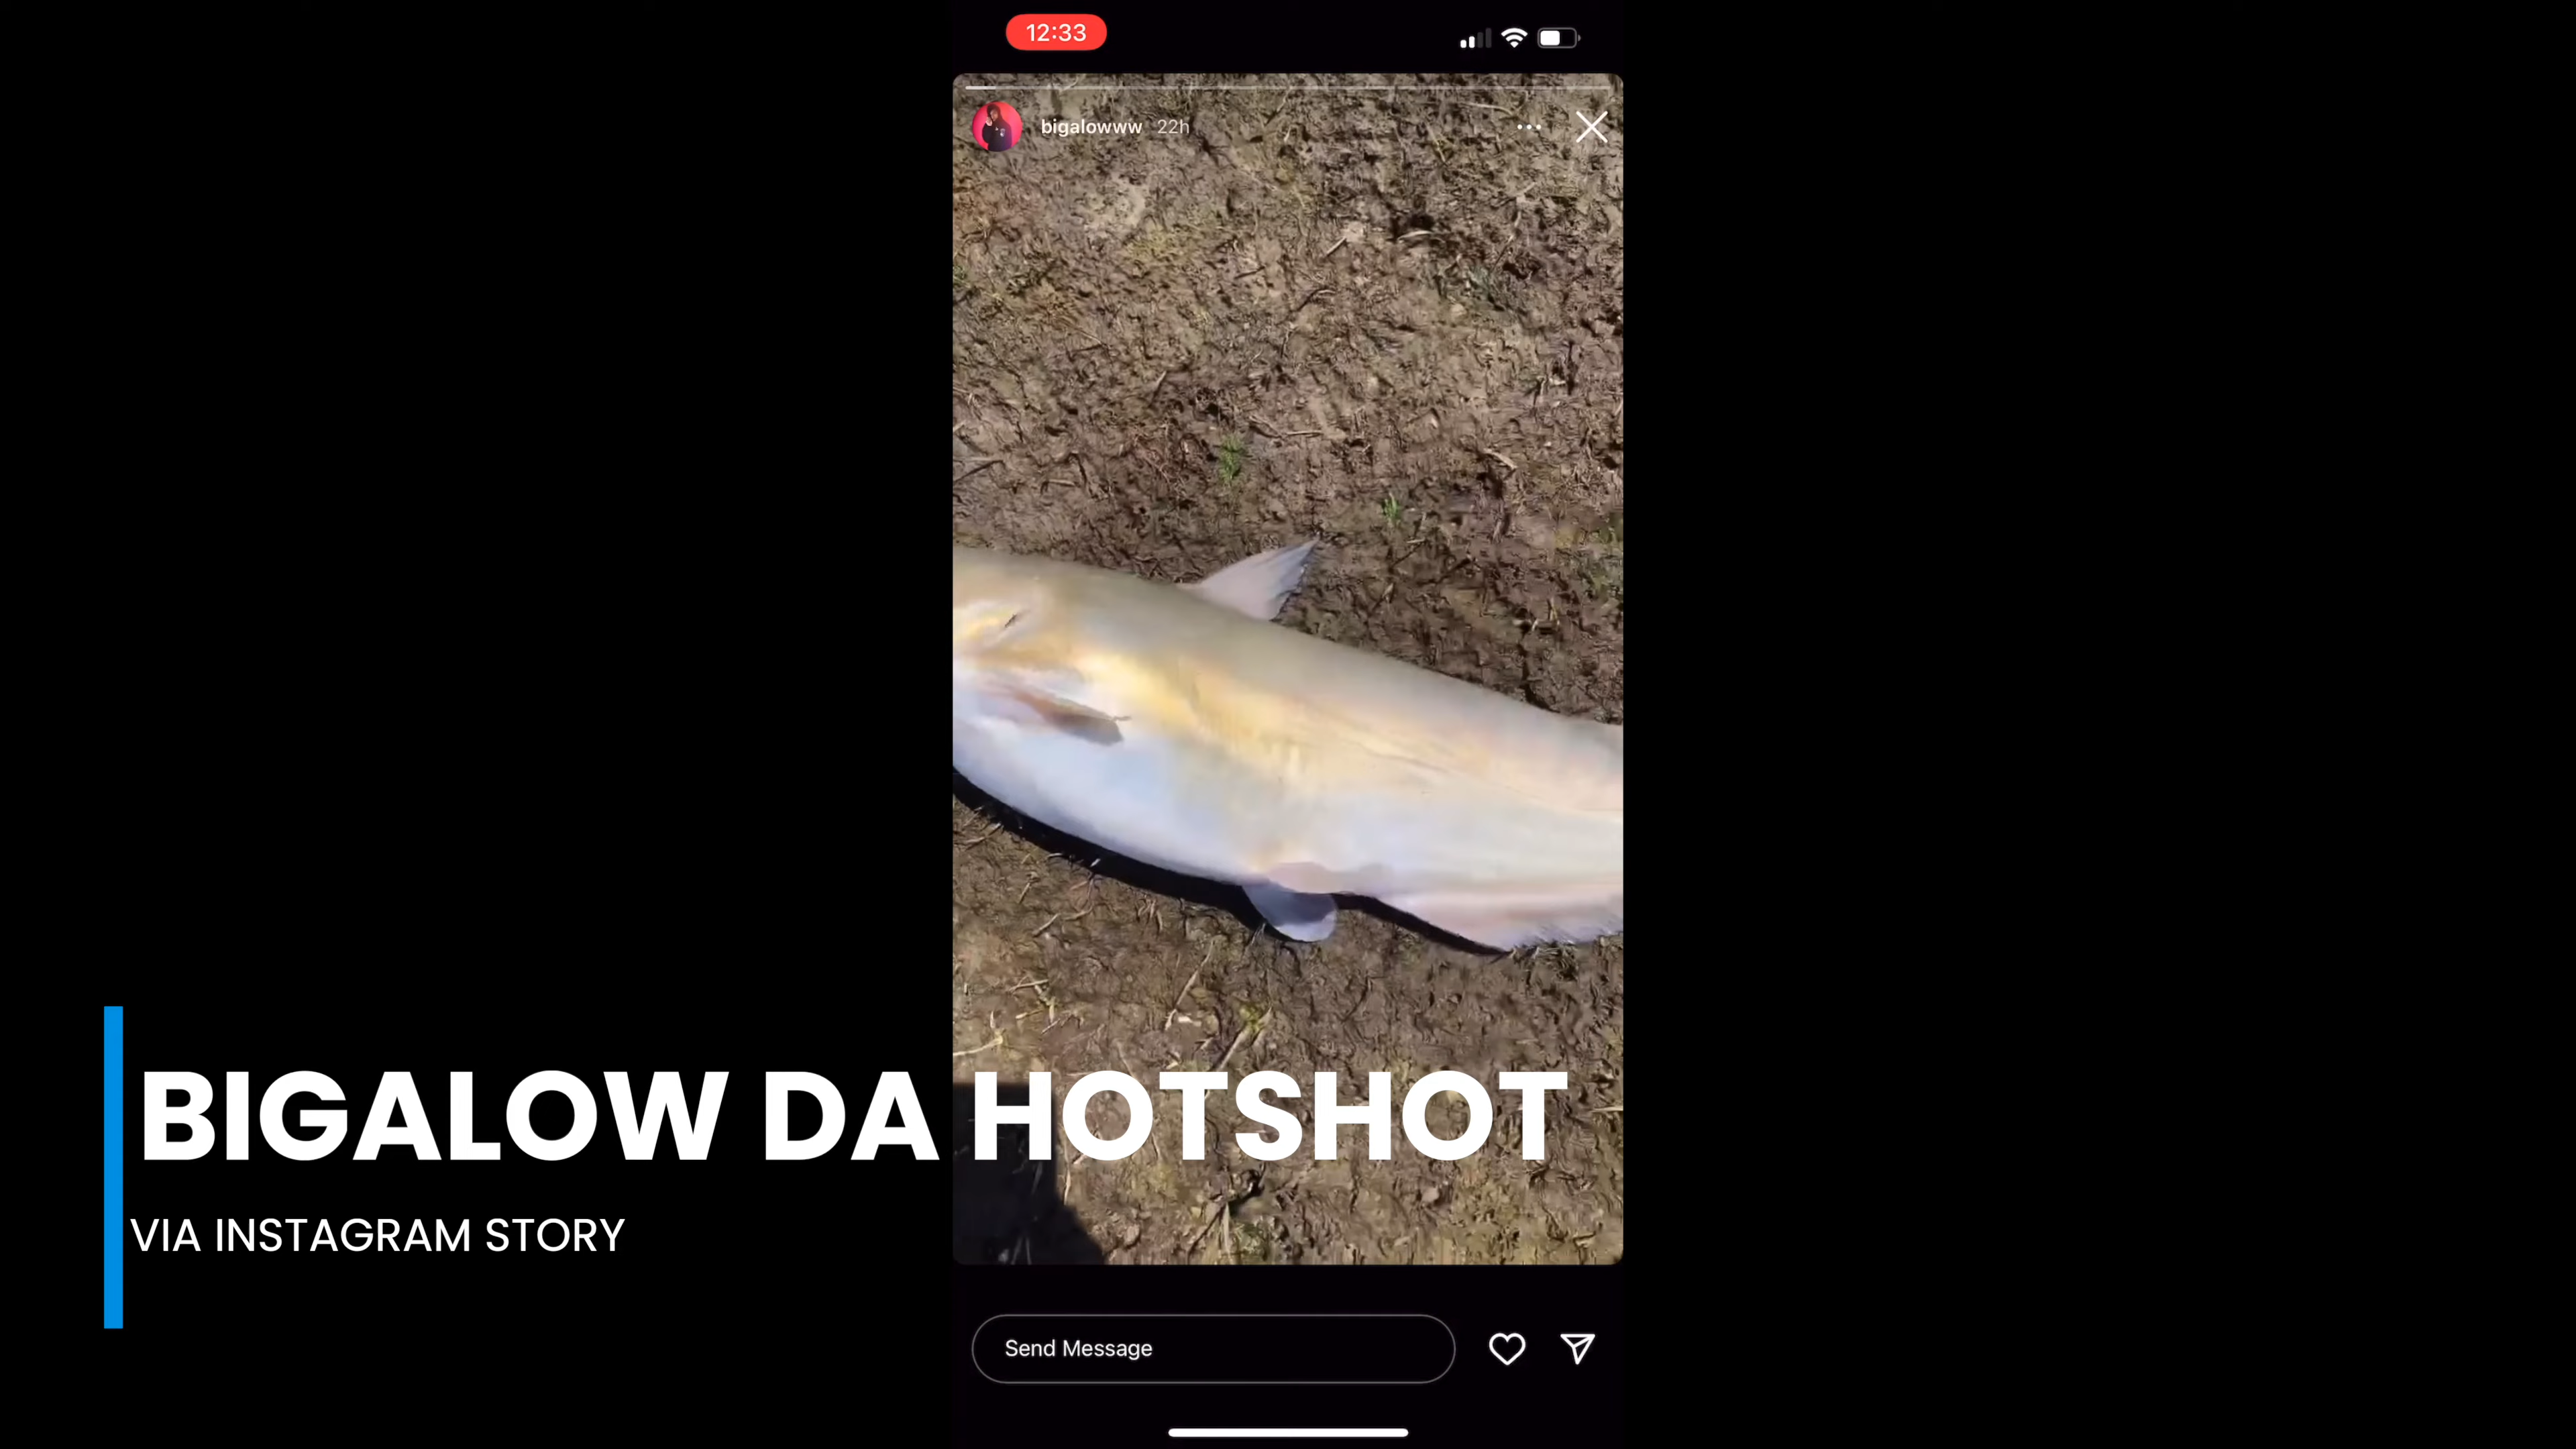 12:33
bigalowww 22h
BIGALOW DA HOTSHOT
VIA INSTAGRAM STORY
Send Message